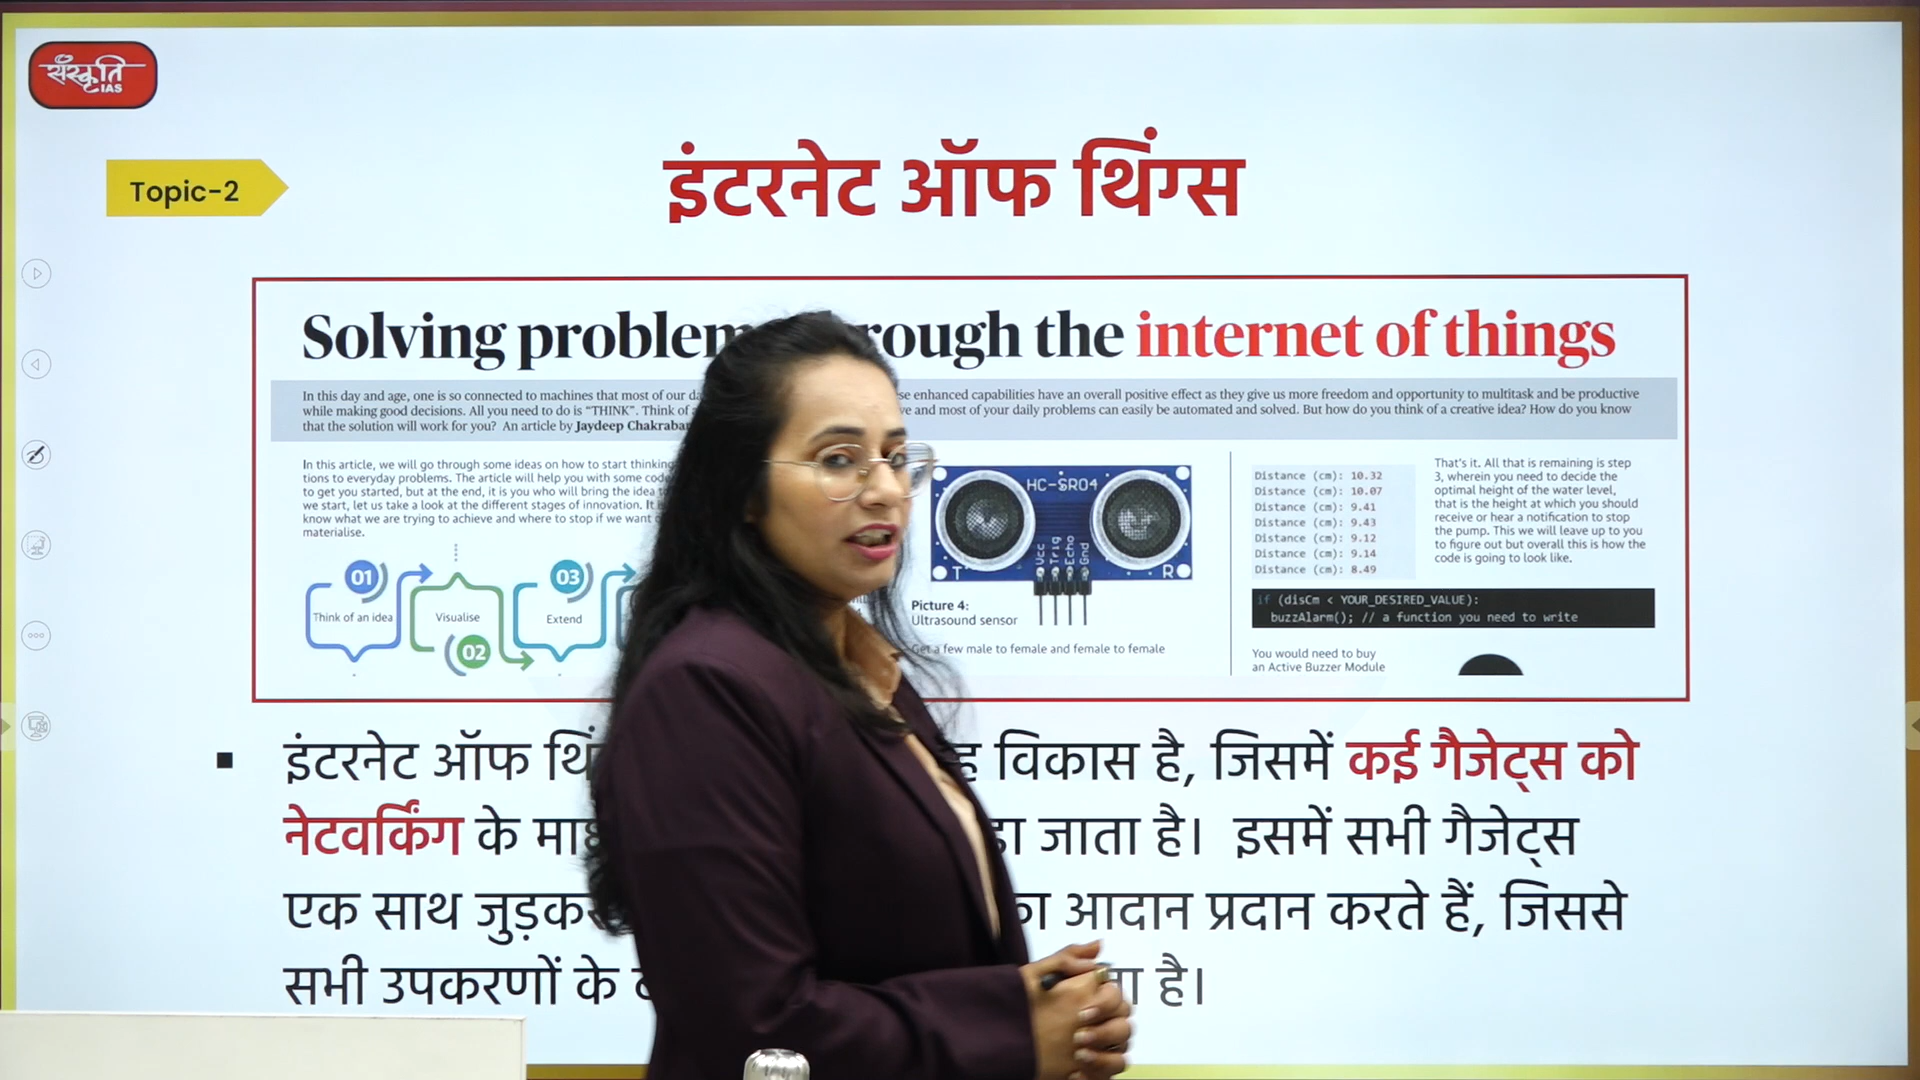 संस्कृति
IAS
Topic-2
इंटरनेट ऑफ थिंग्स
Solving the internet of things
In this day and age, one is so connected to machines that most of our enhanced capabilities have an overall positive effect as they give us more freedom and opportunity to multitask and be productive
while making good decisions. All you need to do is “THINK”. Think of and most of your daily problems can easily be automated and solved. But how do you think of a creative idea? How do you know
that the solution will work for you? An article by Jaydeep
In this article, we will go through some ideas on how to start thinking
tions to everyday problems. The article will help you with some code
to get you started, but at the end, it is you who will bring the idea
we start, let us take a look at the different stages of innovation. It
know what we are trying to achieve and where to stop if we want
materialise.
01
Think of an idea
Visualise
02
03
Extend
HC-SR04
Vcc
Trig
Echo
Gnd
T
R
Picture 4:
Ultrasound sensor
Get a few male to female and female to female
Distance (cm): 10.32
Distance (cm): 10.07
Distance (cm): 9.41
Distance (cm): 9.43
Distance (cm): 9.12
Distance (cm): 9.14
Distance (cm): 8.49
That's it. All that is remaining is step
3, wherein you need to decide the
optimal height of the water level,
that is the height at which you should
receive or hear a notification to stop
the pump. This we will leave up to you
to figure out but overall this is how the
code is going to look like.
if (disCm < YOUR_DESIRED_VALUE):
buzzAlarm(); // a function you need to write
You would need to buy
an Active Buzzer Module
इंटरनेट ऑफ विकास है, जिसमें कई गैजेट्स को
नेटवर्किंग के जाता है। इसमें सभी गैजेट्स
एक साथ आदान प्रदान करते हैं, जिससे
सभी उपकरणों के है।